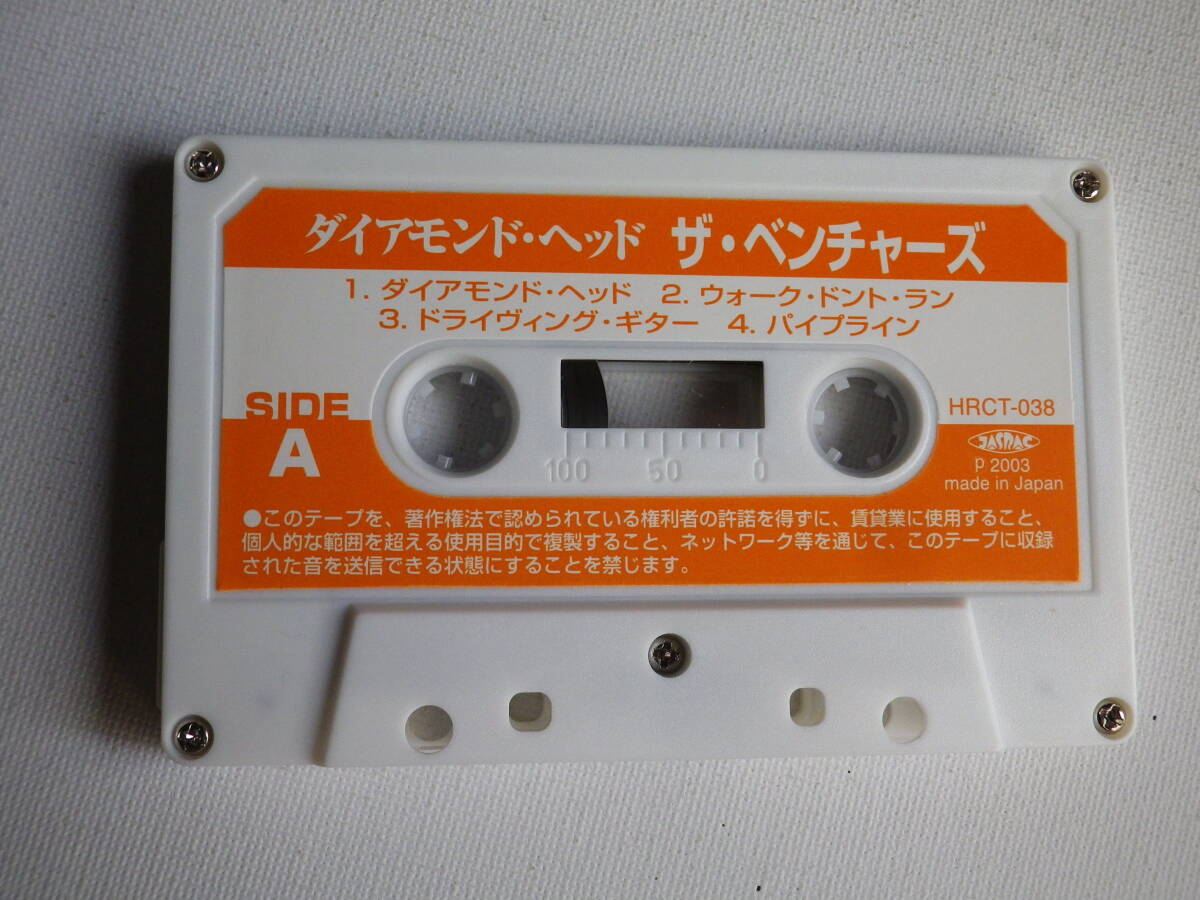 ダイアモンド・ヘッド ザ・ベンチャーズ
1. ダイアモンド・ヘッド 2. ウォーク・ドント・ラン
3. ドライヴィング・ギター 4. パイプライン
SIDE
A
100 50 0
HRCT-038
JASRAC
p 2003
made in Japan
●このテープを、著作権法で認められている権利者の許諾を得ずに、賃貸業に使用すること、
個人的な範囲を超える使用目的で複製すること、ネットワーク等を通じて、このテープに収録
された音を送信できる状態にすることを禁じます。